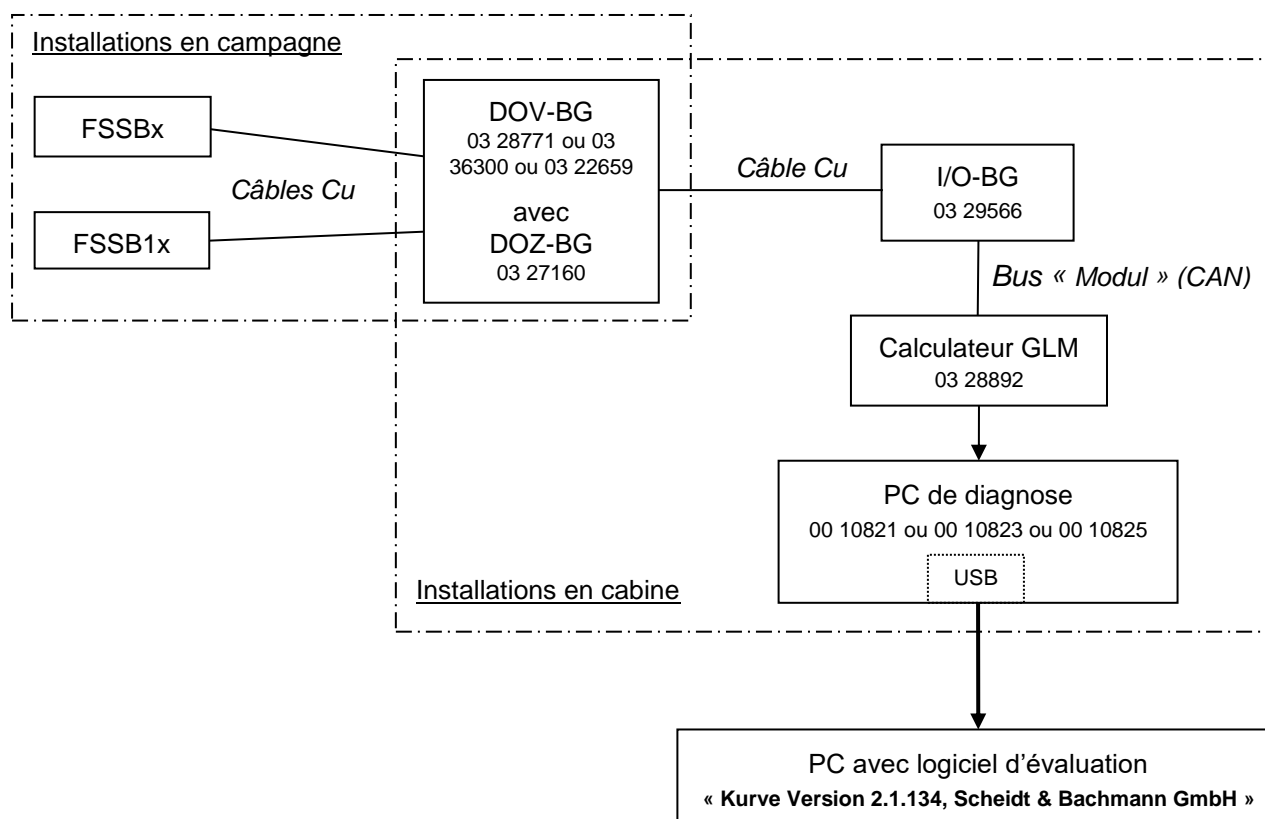 Installations en campagne
FSSBx
Câbles Cu
FSSB1x
DOV-BG
03 28771 ou 03
36300 ou 03 22659
avec
DOZ-BG
03 27160
Câble Cu
I/O-BG
03 29566
Bus « Modul » (CAN)
Calculateur GLM
03 28892
PC de diagnose
00 10821 ou 00 10823 ou 00 10825
USB
Installations en cabine
PC avec logiciel d’évaluation
« Kurve Version 2.1.134, Scheidt & Bachmann GmbH »